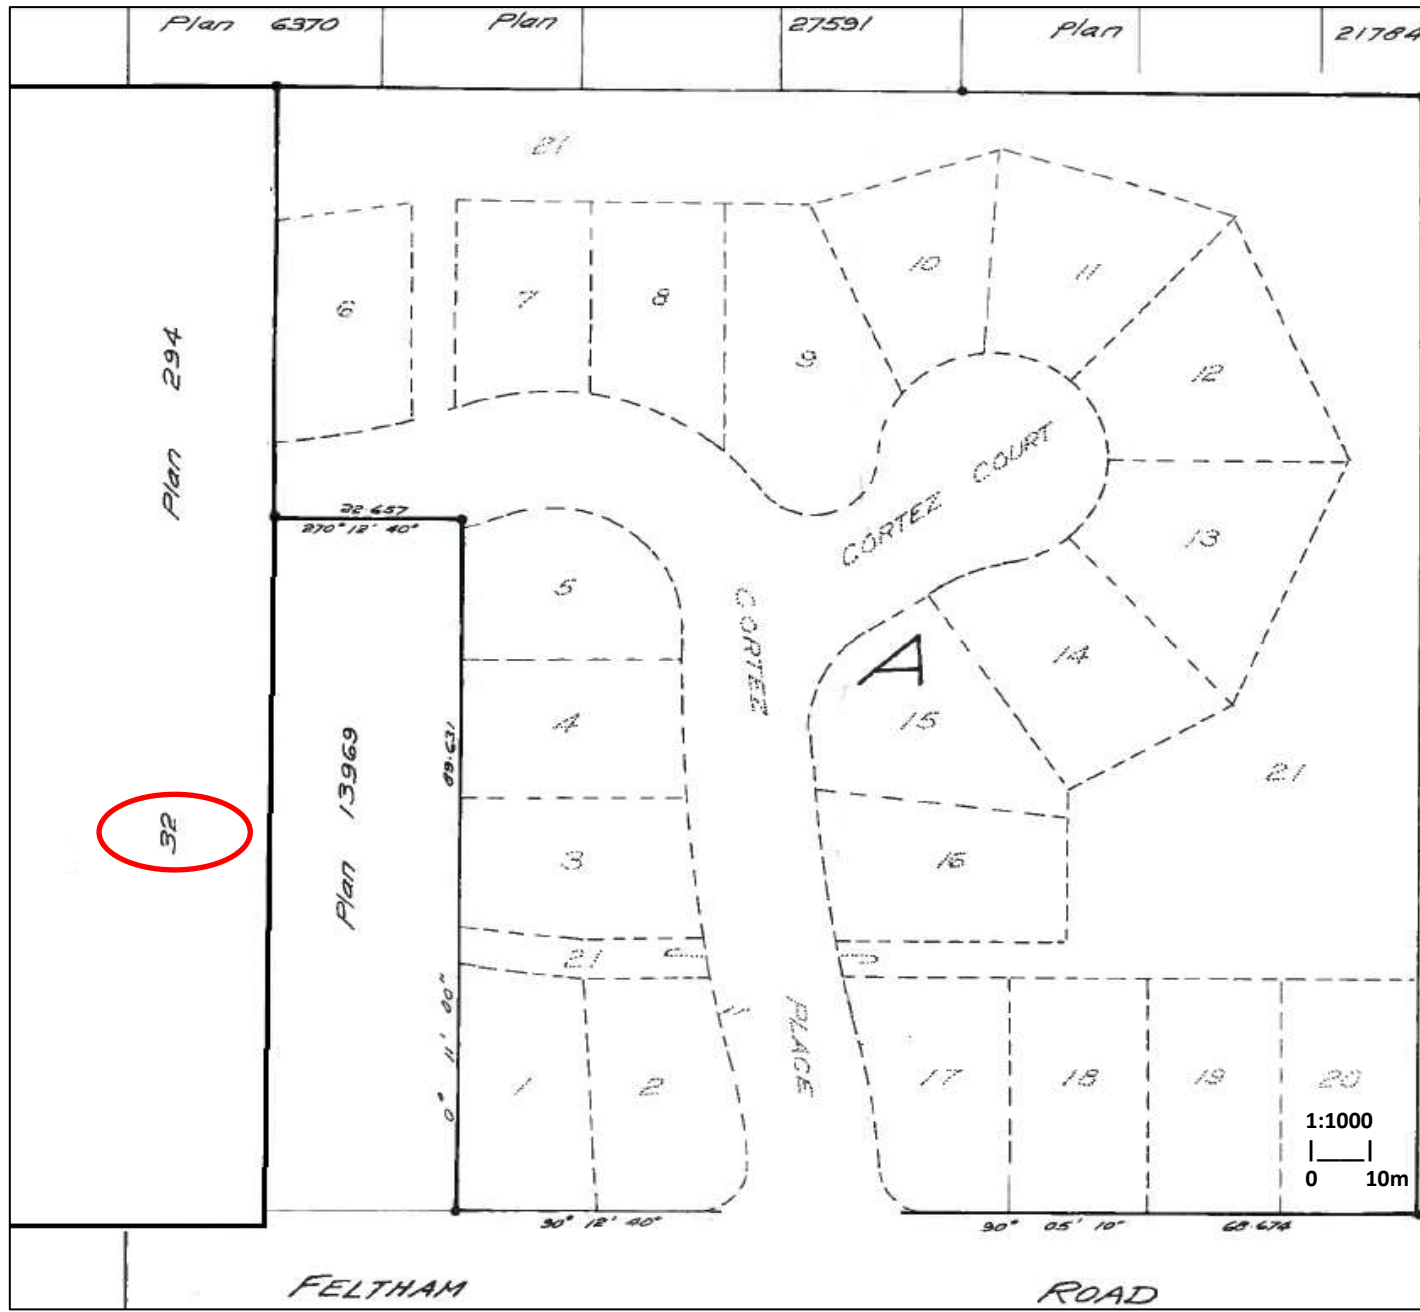 Plan 6370 Plan 27591 Plan 21784
21
6 7 8 9 10 11
12
Plan 294
CORTEZ COURT
13
22.657
270° 12' 40"
5
CORTEZ
A
14
15
4
89.631
21
Plan 13969
32
3
16
21
0° 11' 00"
PLACE
1 2 17 18 19 20
1:1000
0 10m
90° 12' 40" 90° 05' 10" 68.674
FELTHAM ROAD